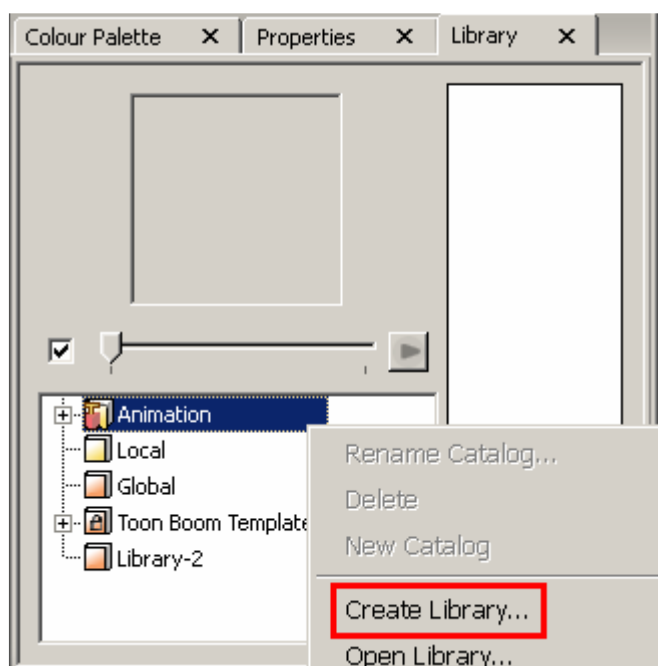 Colour Palette Properties Library
Animation
Local
Global
Toon Boom Template
Library-2
Rename Catalog...
Delete
New Catalog
Create Library...
Open Library...